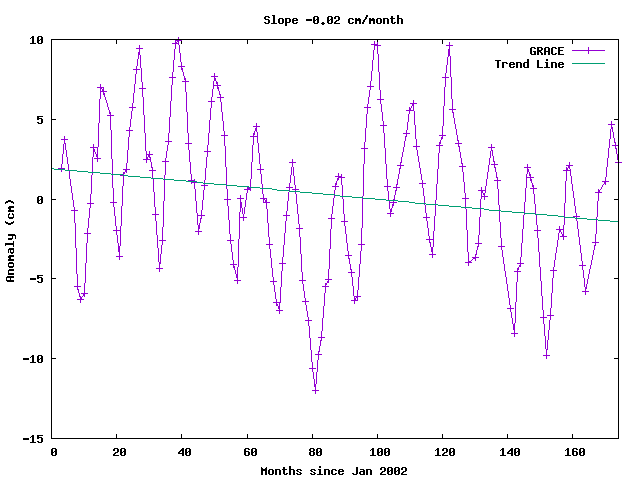 Slope -0.02 cm/month
10
GRACE
Trend Line
5
0
Anomaly (cm)
-5
-10
-15
0 20 40 60 80 100 120 140 160
Months since Jan 2002